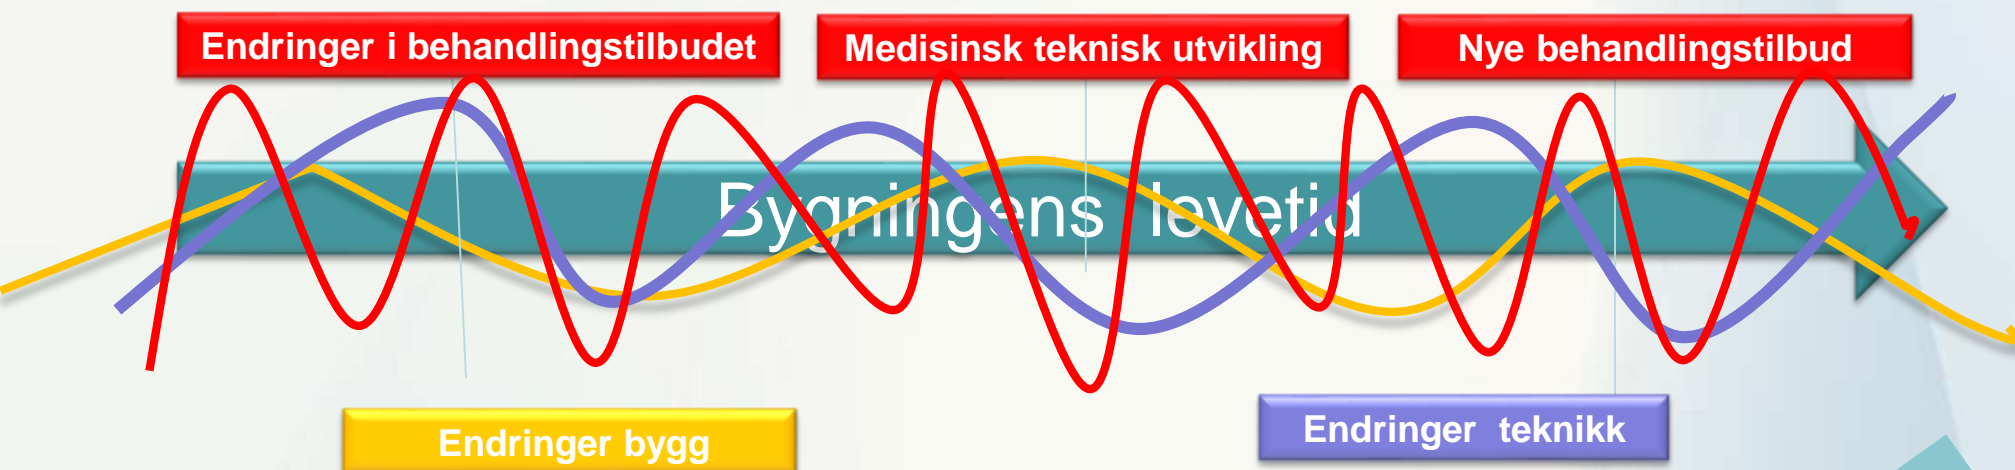 Endringer i behandlingstilbudet
Medisinsk teknisk utvikling
Nye behandlingstilbud
Bygningens levetid
Endringer bygg
Endringer teknikk